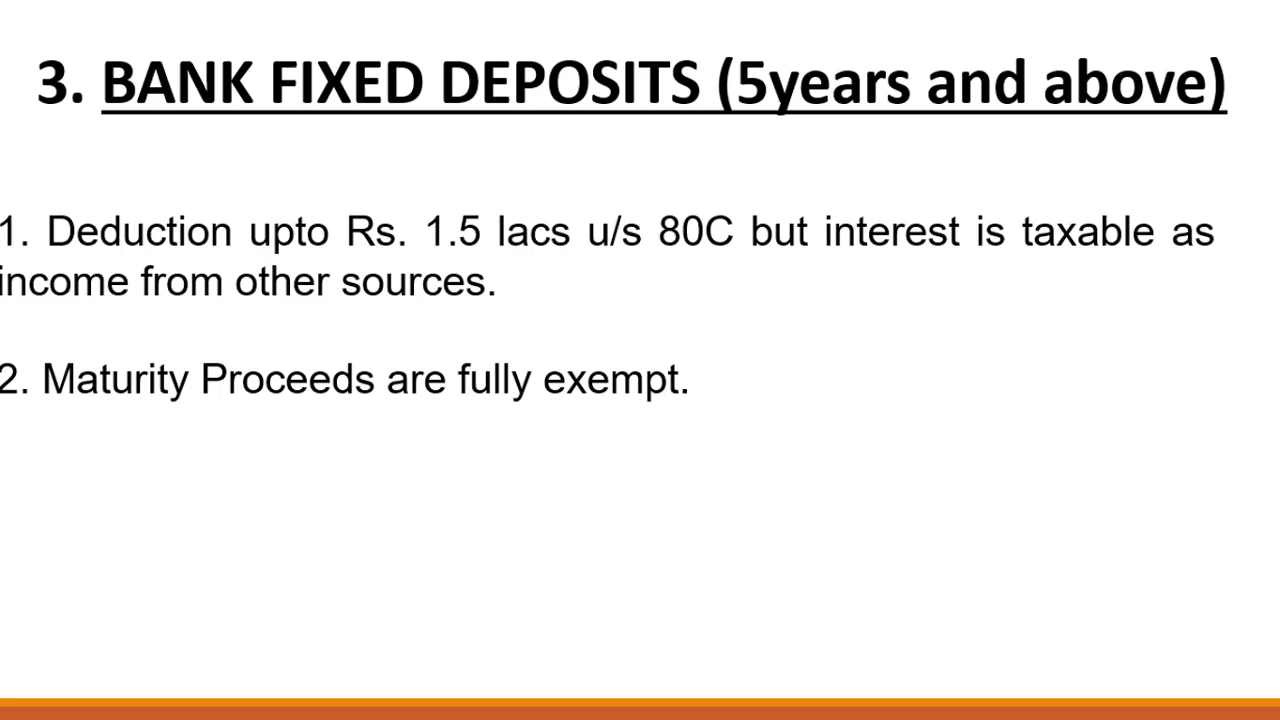 3. BANK FIXED DEPOSITS (5years and above)
1. Deduction upto Rs. 1.5 lacs u/s 80C but interest is taxable as
income from other sources.
2. Maturity Proceeds are fully exempt.